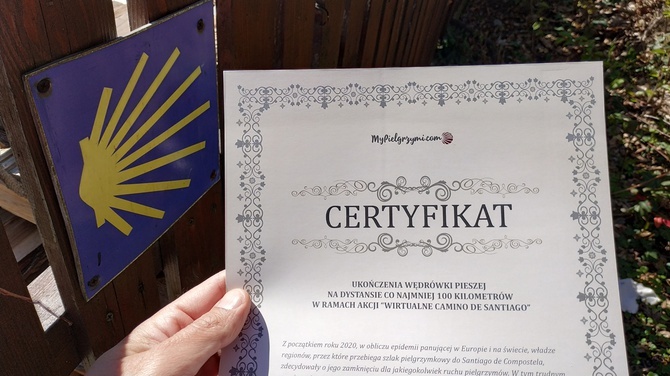 MyPielgrzymi.com
CERTYFIKAT
UKOŃCZENIA WĘDRÓWKI PIESZEJ
NA DYSTANSIE CO NAJMNIEJ 100 KILOMETRÓW
W RAMACH AKCJI "WIRTUALNE CAMINO DE SANTIAGO"
Z początkiem roku 2020, w obliczu epidemii panującej w Europie i na świecie, władze
regionów, przez które przebiega szlak pielgrzymkowy do Santiago de Compostela,
zdecydowały o jego zamknięciu dla jakiegokolwiek ruchu pielgrzymów. W tym trudnym